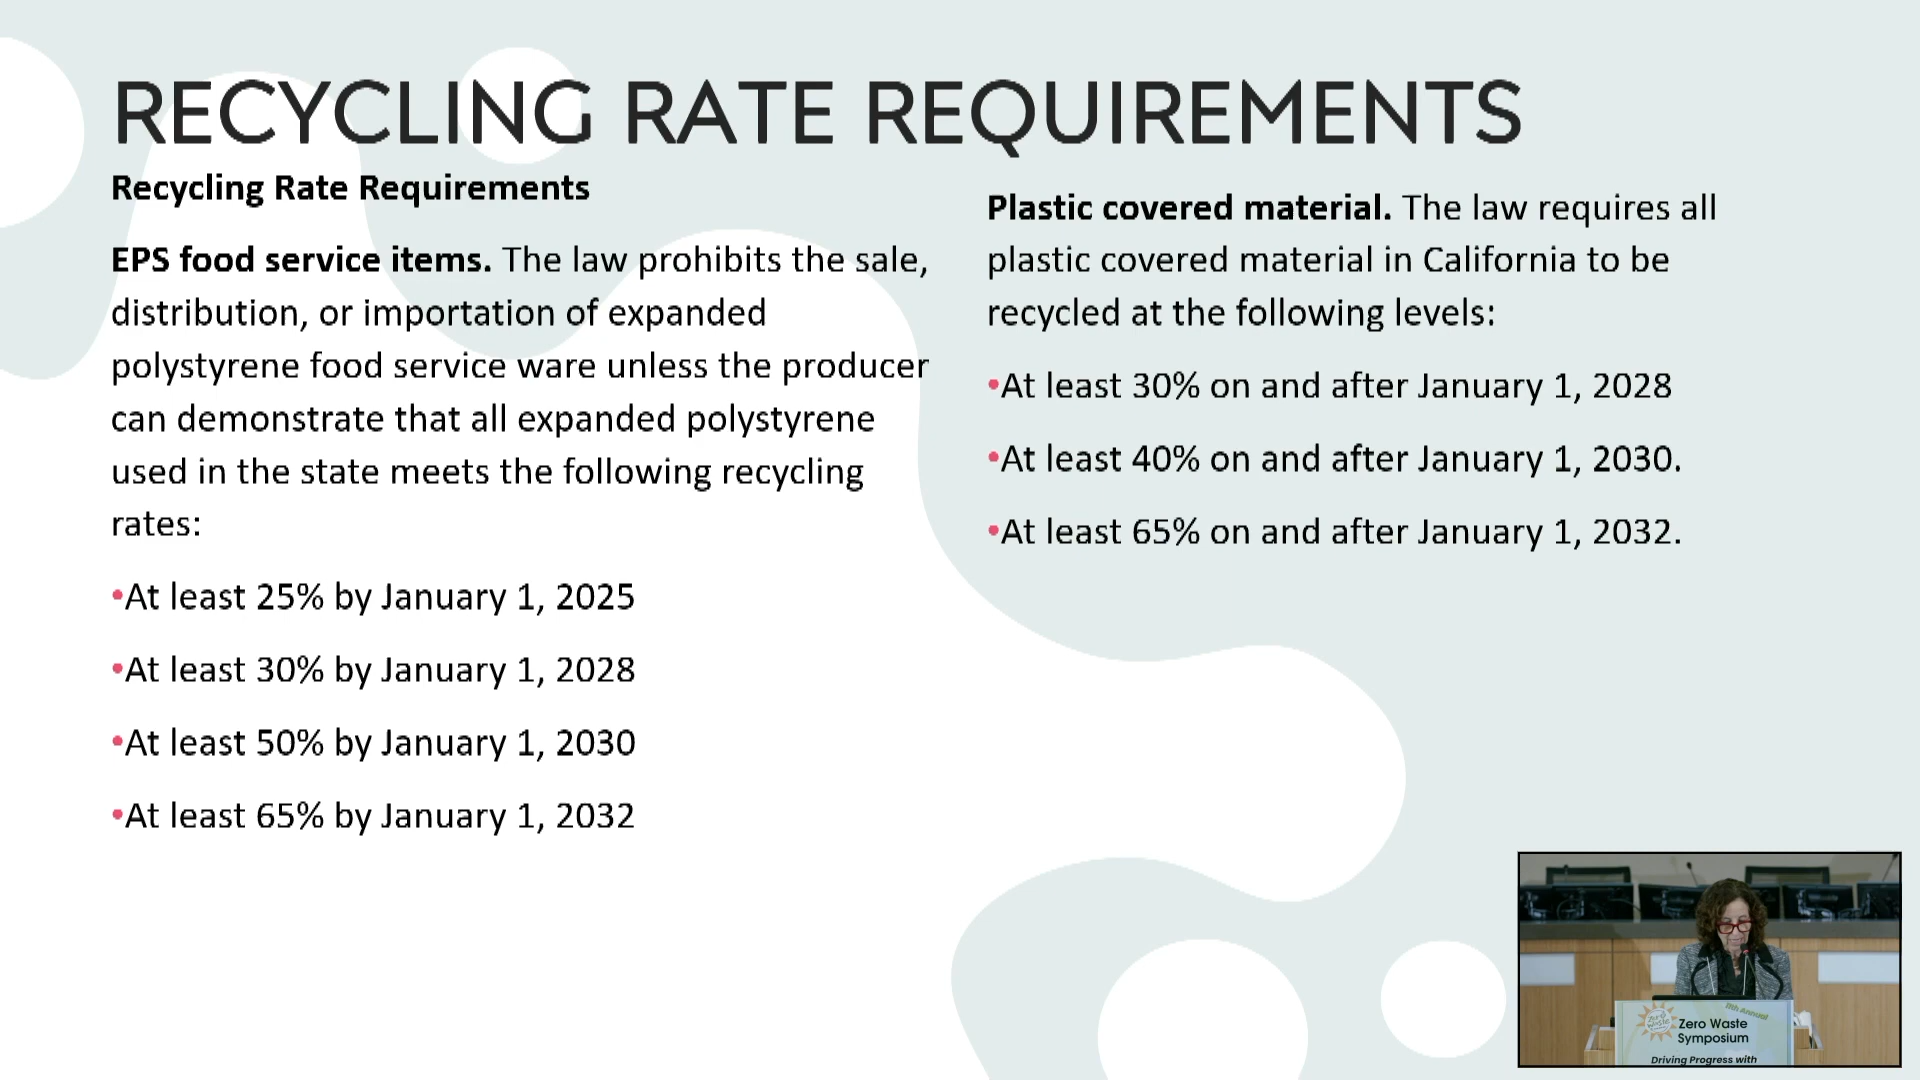 RECYCLING RATE REQUIREMENTS
Recycling Rate Requirements
EPS food service items. The law prohibits the sale,
distribution, or importation of expanded
polystyrene food service ware unless the producer
can demonstrate that all expanded polystyrene
used in the state meets the following recycling
rates:
•At least 25% by January 1, 2025
•At least 30% by January 1, 2028
•At least 50% by January 1, 2030
•At least 65% by January 1, 2032
Plastic covered material. The law requires all
plastic covered material in California to be
recycled at the following levels:
•At least 30% on and after January 1, 2028
•At least 40% on and after January 1, 2030.
•At least 65% on and after January 1, 2032.
11th Annual
Zero Waste
Zero Waste
Symposium
Driving Progress with